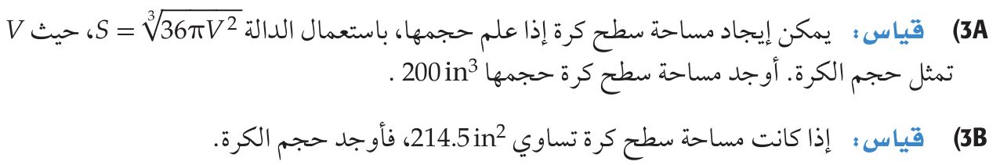 3A) قياس: يمكن إيجاد مساحة سطح كرة إذا علم حجمها، باستعمال الدالة S = ∛(36πV²)، حيث V
تمثل حجم الكرة. أوجد مساحة سطح كرة حجمها 200 in³ .
3B) قياس: إذا كانت مساحة سطح كرة تساوي 214.5 in²، فأوجد حجم الكرة.